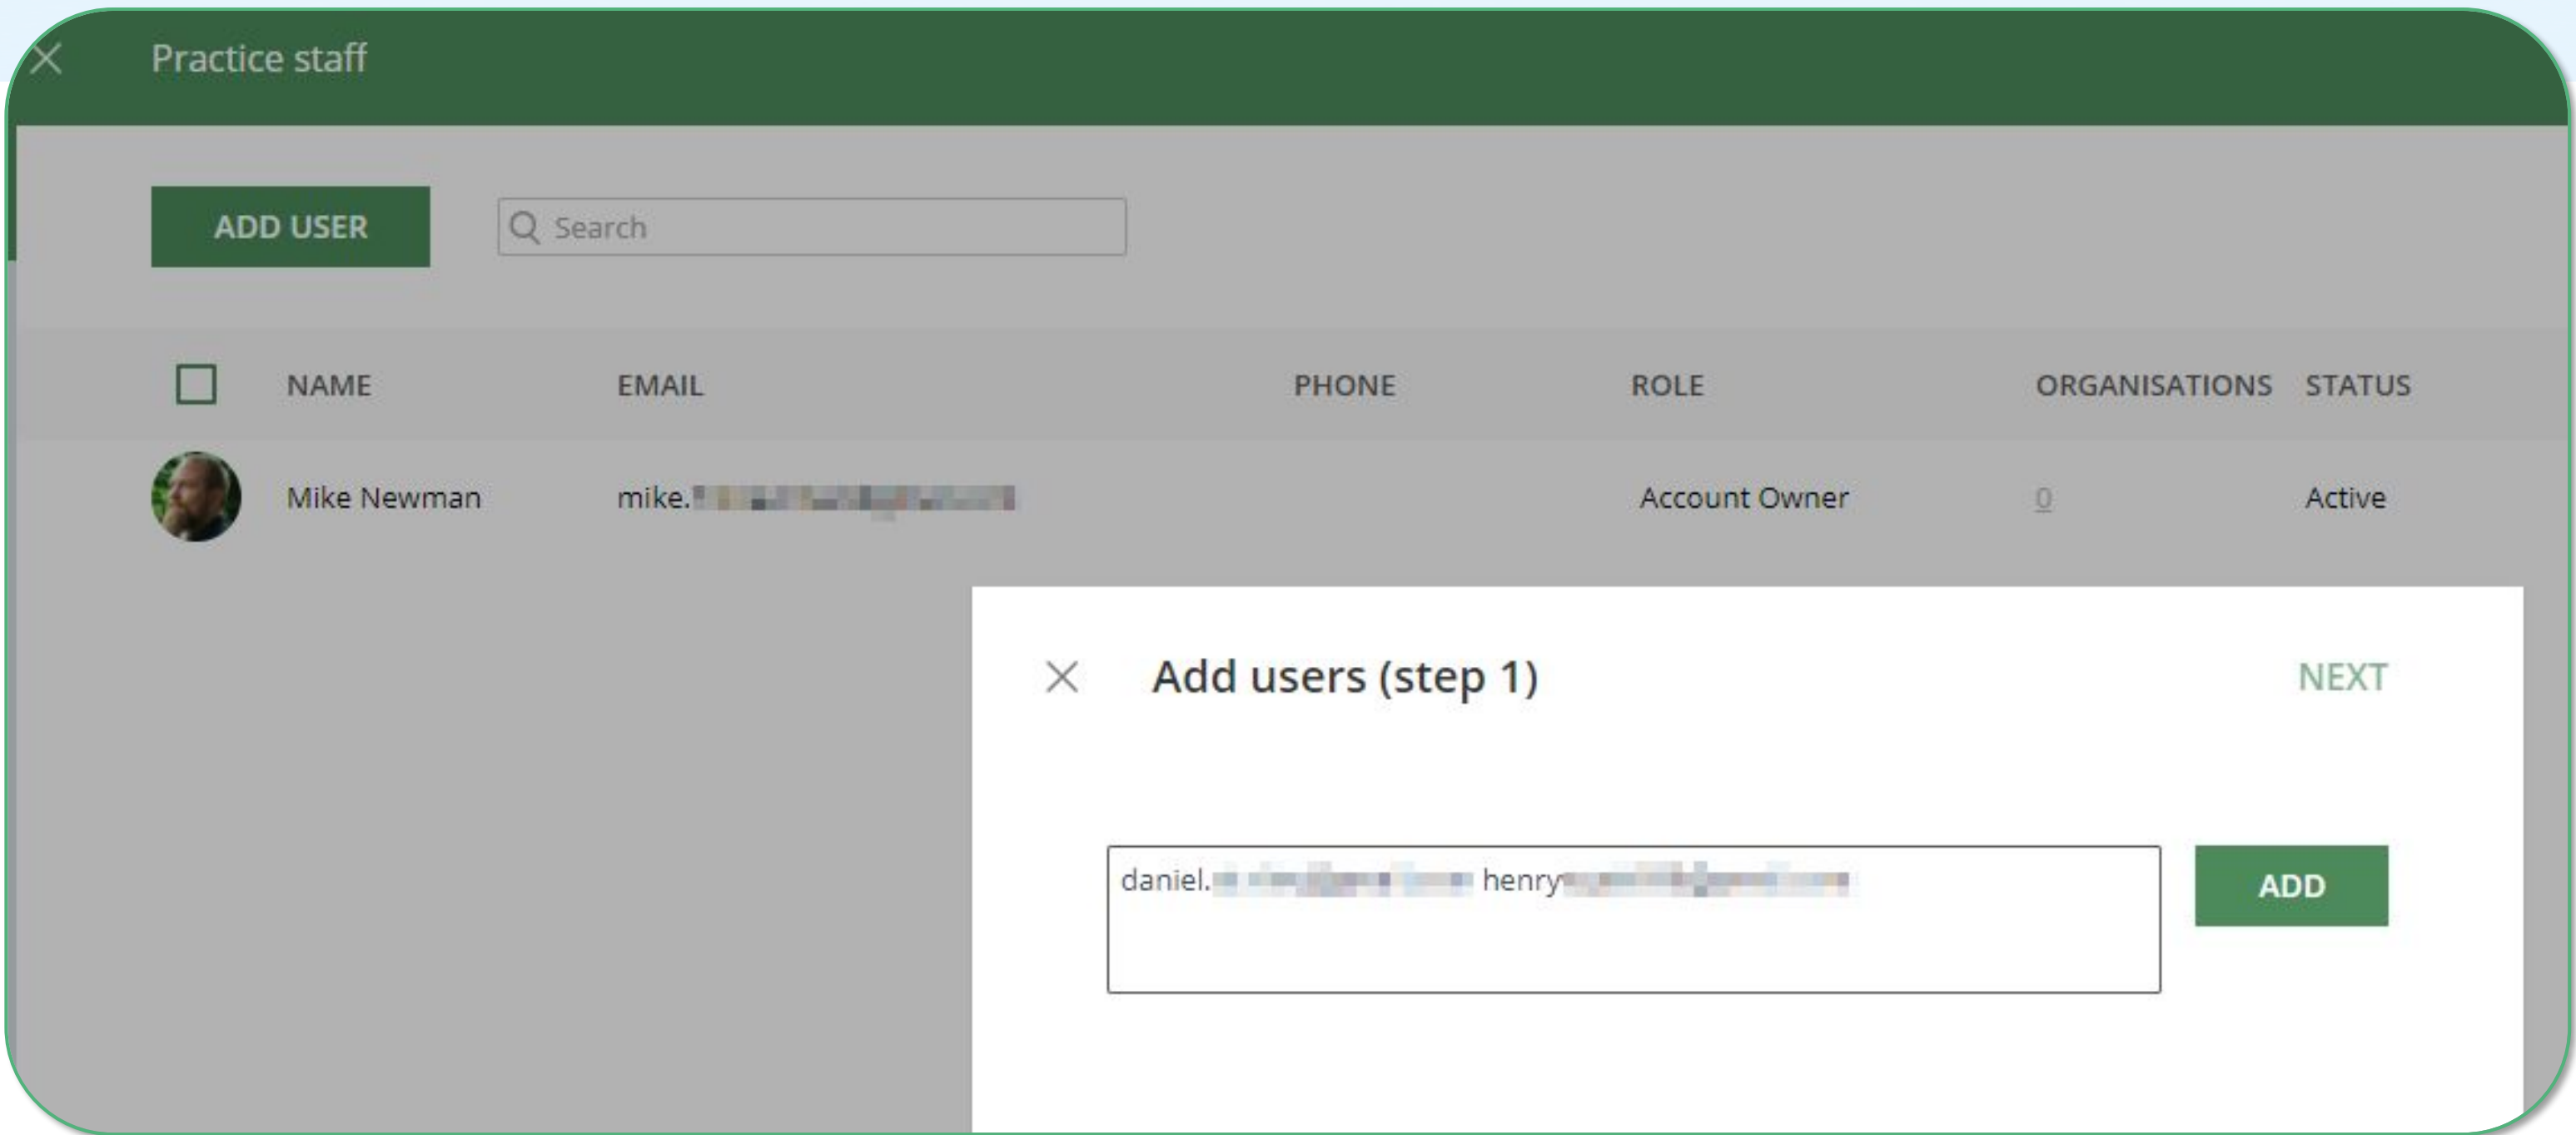 Practice staff
ADD USER Search
NAME EMAIL PHONE ROLE ORGANISATIONS STATUS
Mike Newman mike. Account Owner 0 Active
Add users (step 1) NEXT
daniel. henry ADD